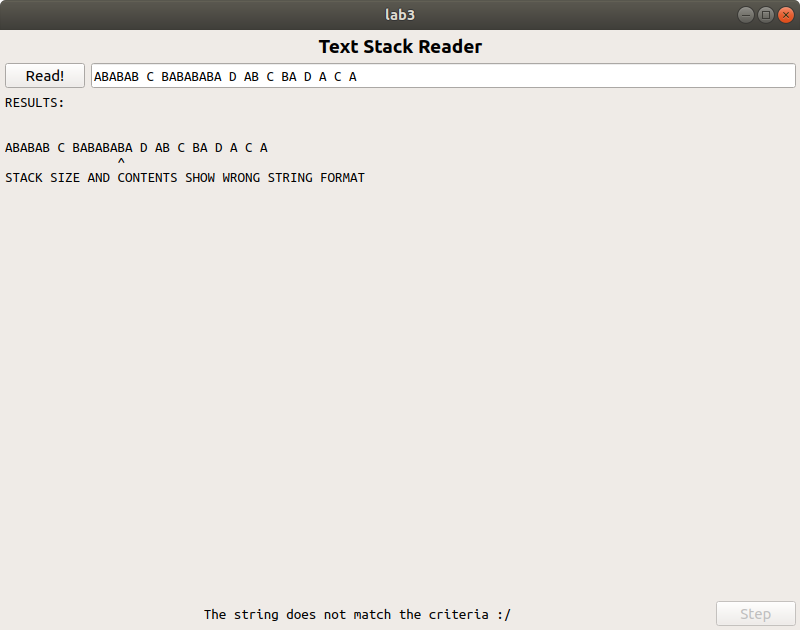 lab3
Text Stack Reader
Read! ABABAB C BABABABA D AB C BA D A C A
RESULTS:
ABABAB C BABABABA D AB C BA D A C A
^
STACK SIZE AND CONTENTS SHOW WRONG STRING FORMAT
The string does not match the criteria :/
Step